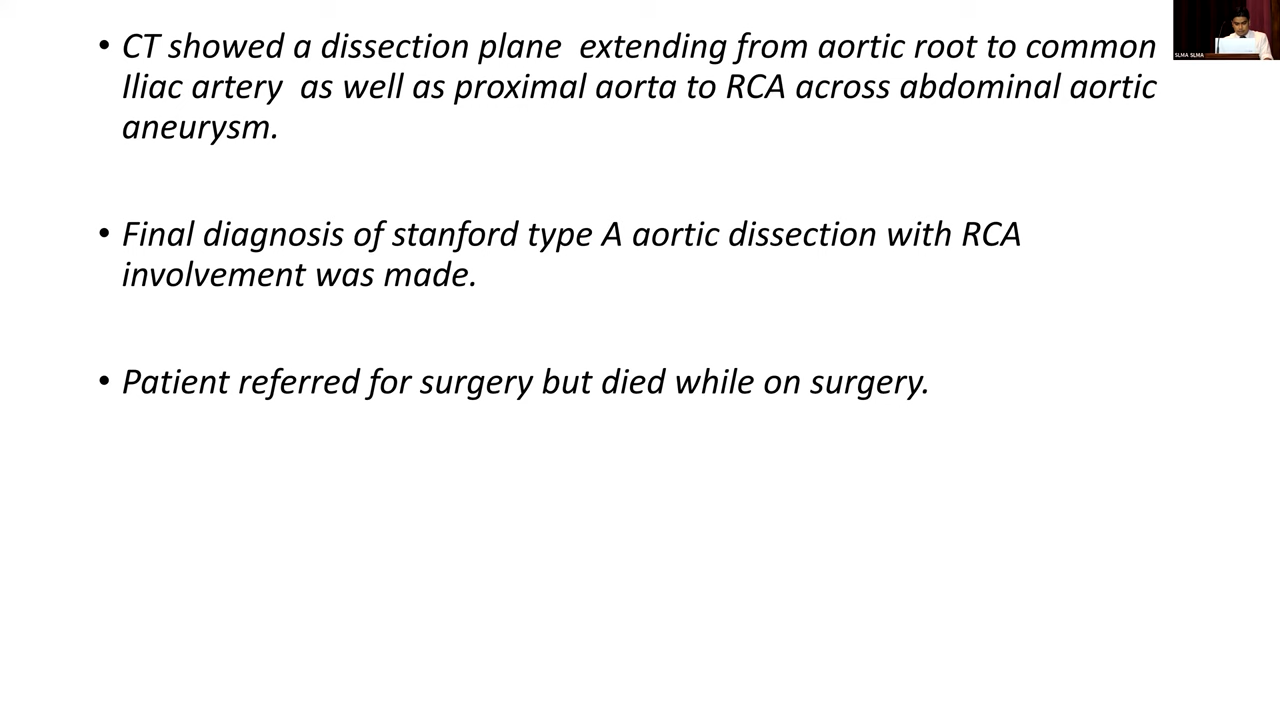 • CT showed a dissection plane extending from aortic root to common
Iliac artery as well as proximal aorta to RCA across abdominal aortic
aneurysm.
• Final diagnosis of stanford type A aortic dissection with RCA
involvement was made.
• Patient referred for surgery but died while on surgery.
SLMA SLMA